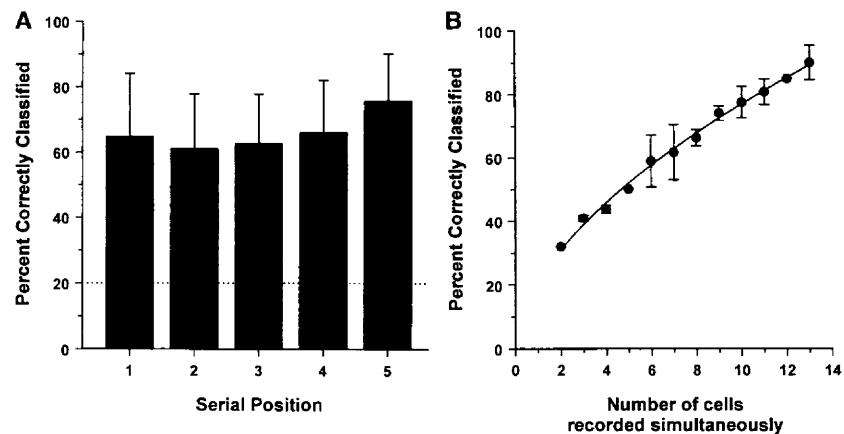 A
Percent Correctly Classified
100
80
60
40
20
0
1 2 3 4 5
Serial Position
B
Percent Correctly Classified
100
80
60
40
20
0
0 2 4 6 8 10 12 14
Number of cells
recorded simultaneously